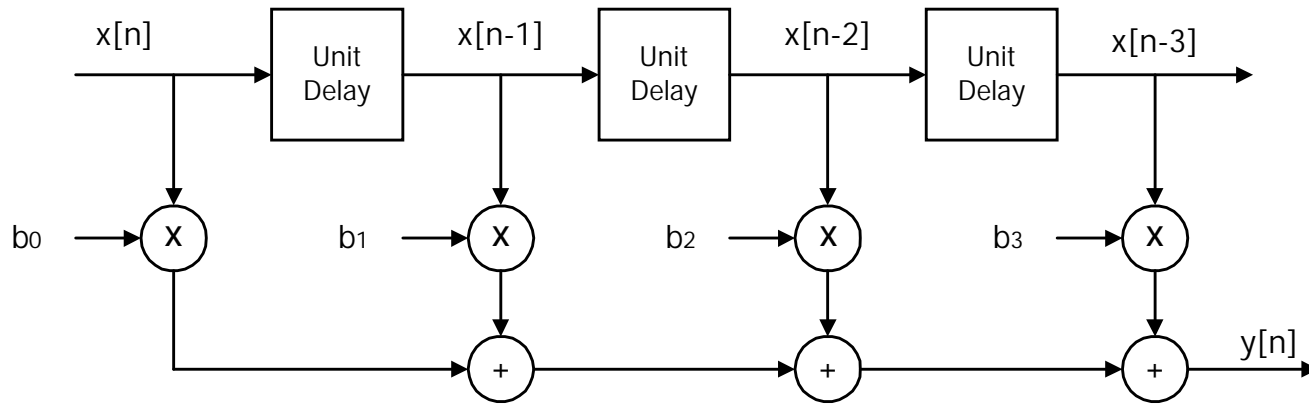 x[n]
Unit
Delay
x[n-1]
Unit
Delay
x[n-2]
Unit
Delay
x[n-3]
b0
X
b1
X
b2
X
b3
X
+
+
+
y[n]